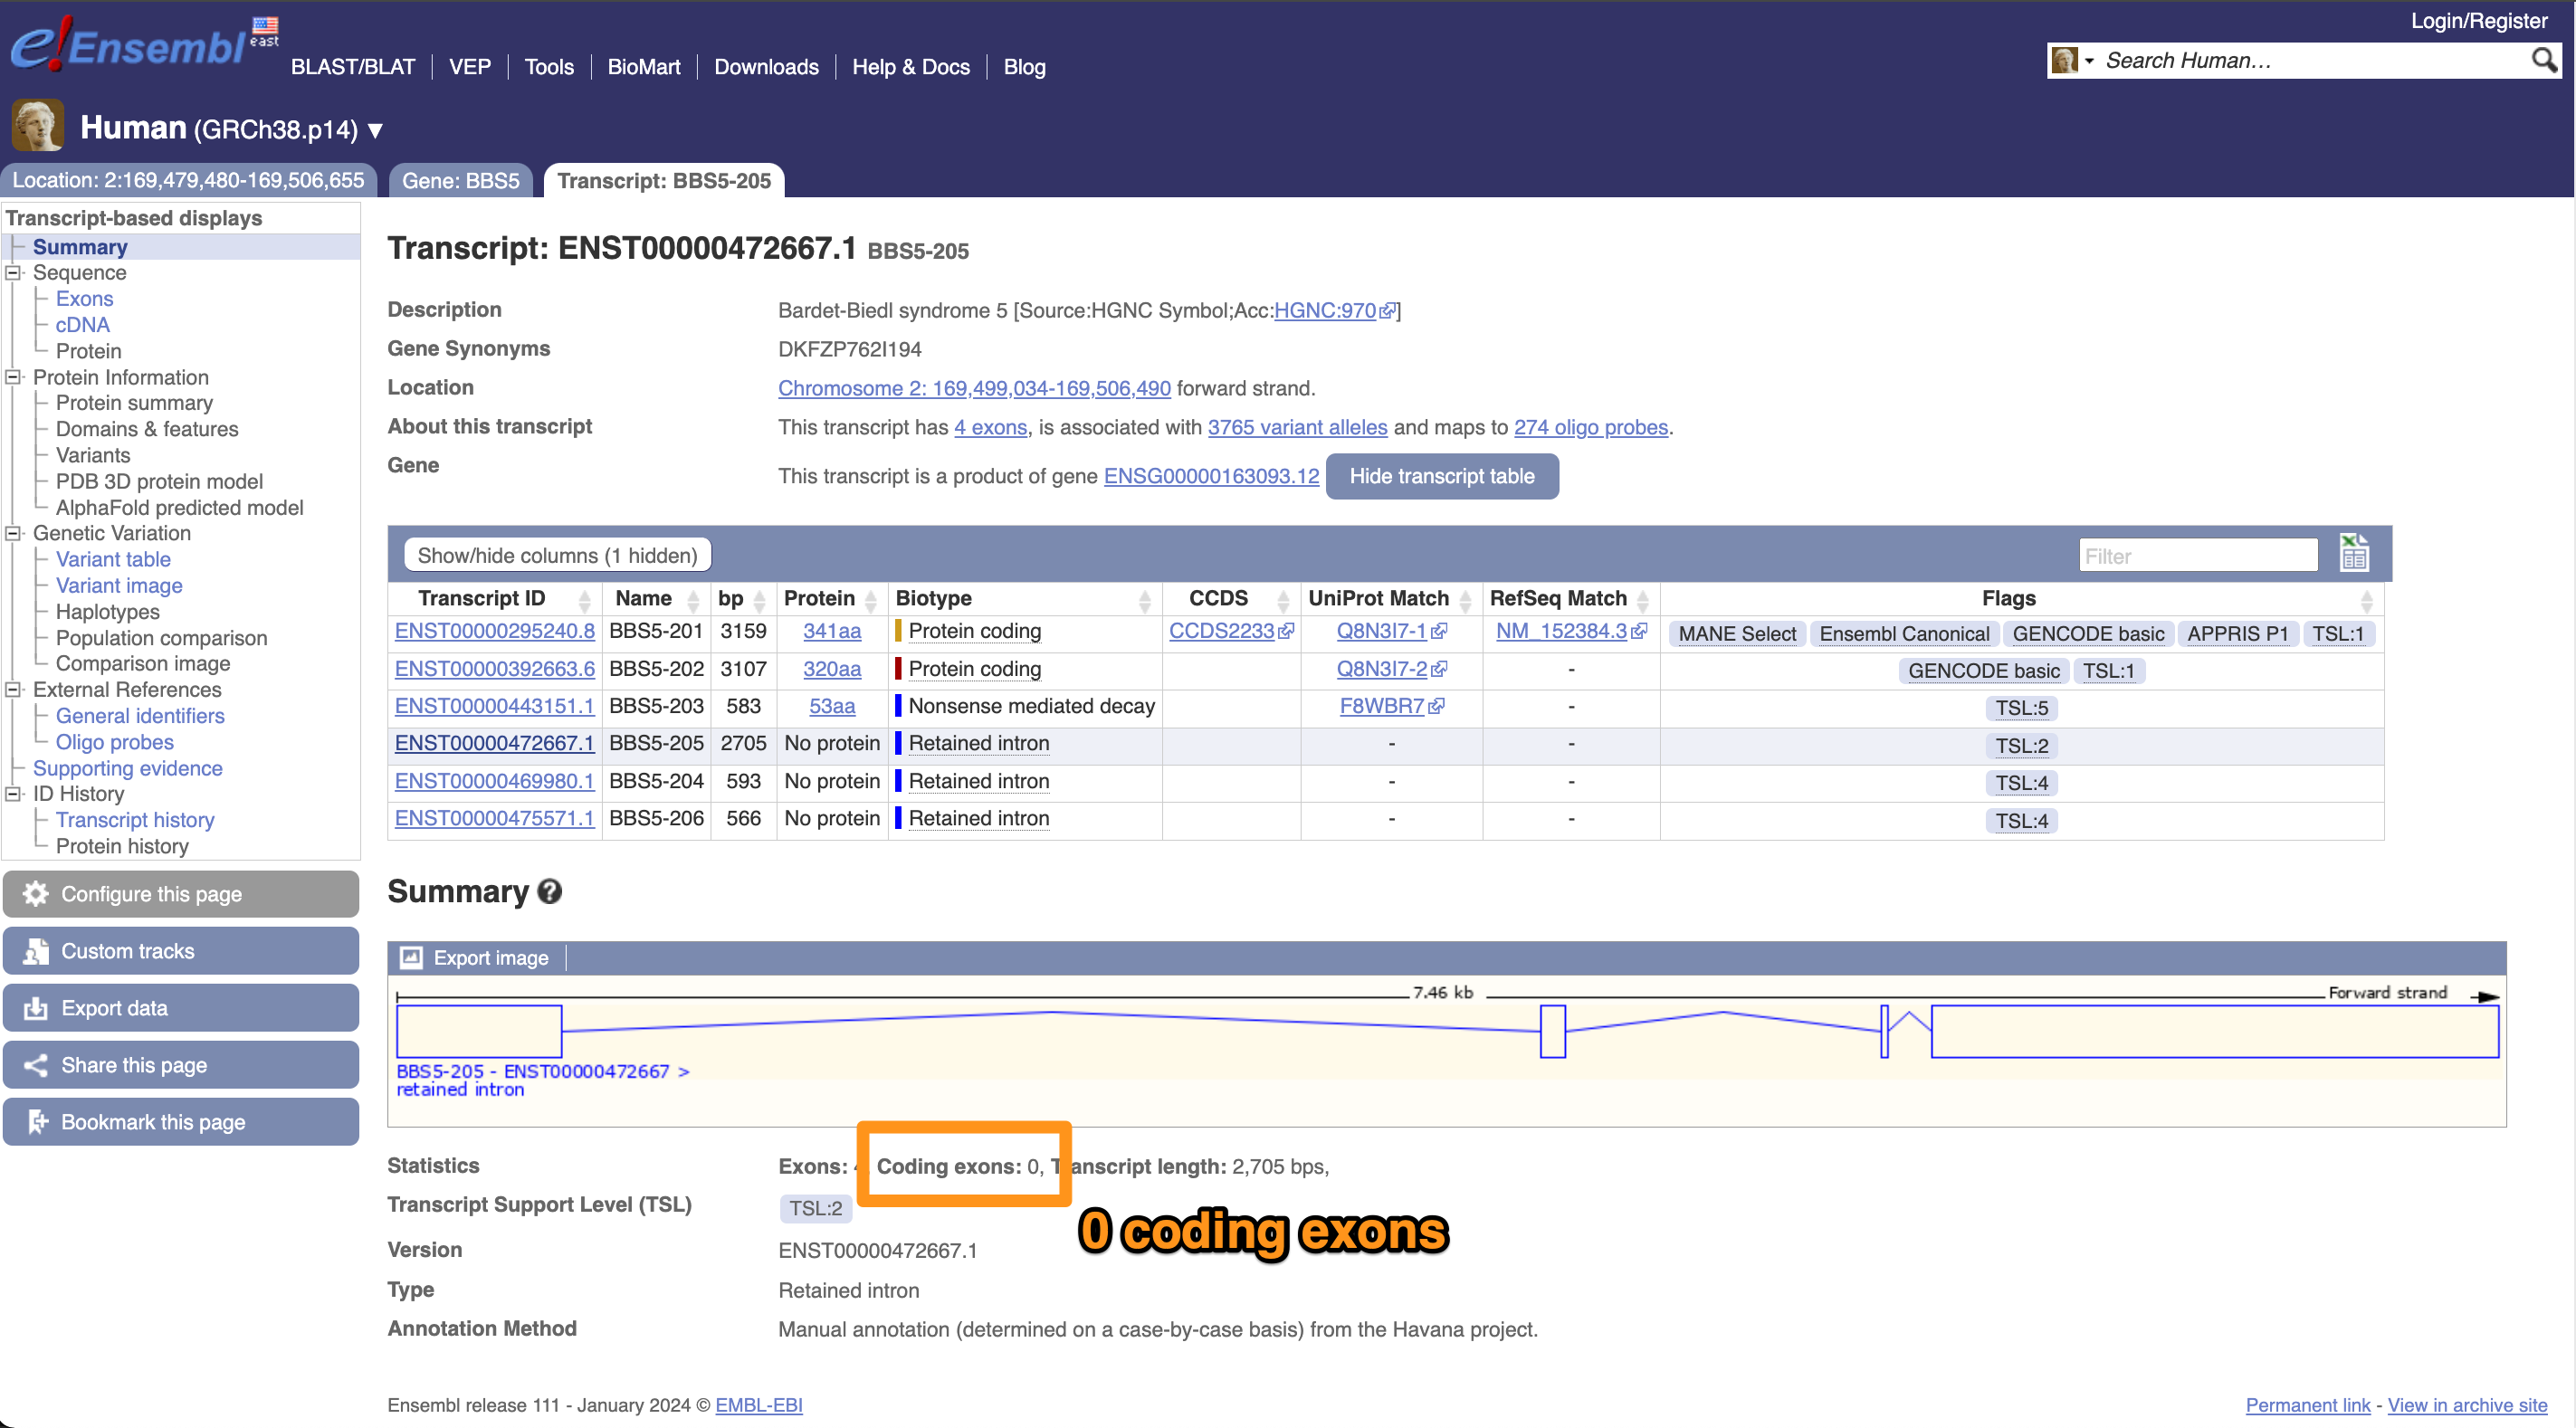 Login/Register
e!Ensembl east
BLAST/BLAT VEP Tools BioMart Downloads Help & Docs Blog
Search Human…
Human (GRCh38.p14) ▼
Location: 2:169,479,480-169,506,655 Gene: BBS5 Transcript: BBS5-205
Transcript-based displays
Summary
Sequence
Exons
cDNA
Protein
Protein Information
Protein summary
Domains & features
Variants
PDB 3D protein model
AlphaFold predicted model
Genetic Variation
Variant table
Variant image
Haplotypes
Population comparison
Comparison image
External References
General identifiers
Oligo probes
Supporting evidence
ID History
Transcript history
Protein history
Configure this page
Custom tracks
Export data
Share this page
Bookmark this page
Transcript: ENST00000472667.1 BBS5-205
Description Bardet-Biedl syndrome 5 [Source:HGNC Symbol;Acc:HGNC:970]
Gene Synonyms DKFZP762I194
Location Chromosome 2: 169,499,034-169,506,490 forward strand.
About this transcript This transcript has 4 exons, is associated with 3765 variant alleles and maps to 274 oligo probes.
Gene This transcript is a product of gene ENSG00000163093.12 Hide transcript table
Show/hide columns (1 hidden) Filter
Transcript ID Name bp Protein Biotype CCDS UniProt Match RefSeq Match Flags
ENST00000295240.8 BBS5-201 3159 341aa Protein coding CCDS2233 Q8N3I7-1 NM_152384.3 MANE Select Ensembl Canonical GENCODE basic APPRIS P1 TSL:1
ENST00000392663.6 BBS5-202 3107 320aa Protein coding Q8N3I7-2 - GENCODE basic TSL:1
ENST00000443151.1 BBS5-203 583 53aa Nonsense mediated decay F8WBR7 - TSL:5
ENST00000472667.1 BBS5-205 2705 No protein Retained intron - - TSL:2
ENST00000469980.1 BBS5-204 593 No protein Retained intron - - TSL:4
ENST00000475571.1 BBS5-206 566 No protein Retained intron - - TSL:4
Summary ?
Export image
7.46 kb Forward strand
BBS5-205 - ENST00000472667 >
retained intron
Statistics Exons: Coding exons: 0, Transcript length: 2,705 bps,
Transcript Support Level (TSL) TSL:2
0 coding exons
Version ENST00000472667.1
Type Retained intron
Annotation Method Manual annotation (determined on a case-by-case basis) from the Havana project.
Ensembl release 111 - January 2024 © EMBL-EBI
Permanent link - View in archive site